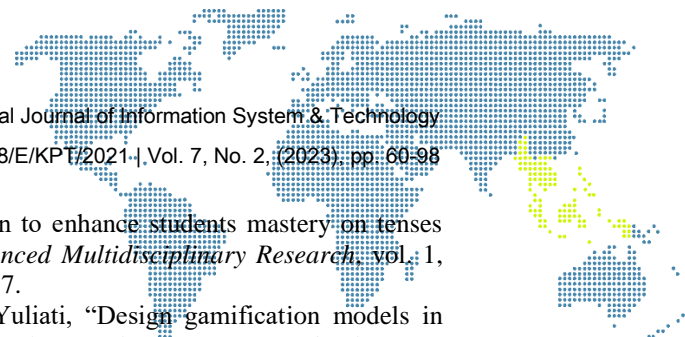 al Journal of Information System & Technology
8/E/KPT/2021 | Vol. 7, No. 2, (2023), pp. 60-98
n to enhance students mastery on tenses
nced Multidisciplinary Research, vol. 1,
7.
Yuliati, “Design gamification models in